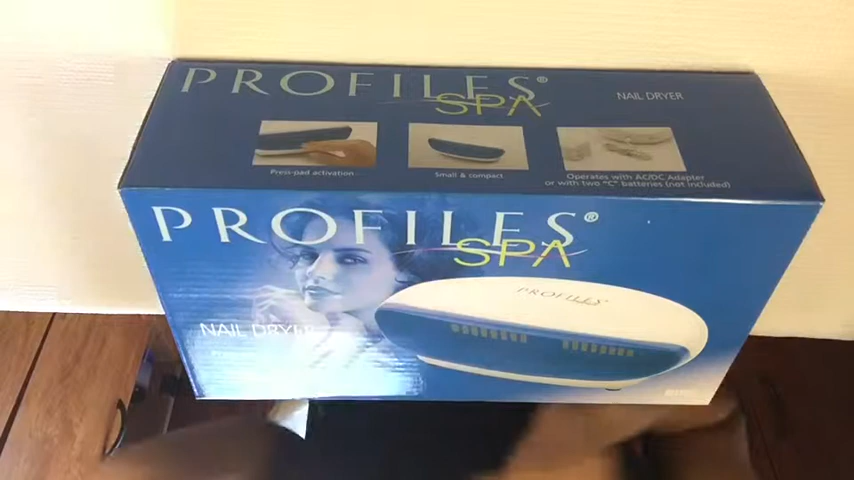 PROFILES®
SPA
NAIL DRYER
Press-pad activation
Small & compact
Operates with AC/DC Adapter
or with two "C" batteries (not included)
PROFILES®
SPA
PROFILES
NAIL DRYER